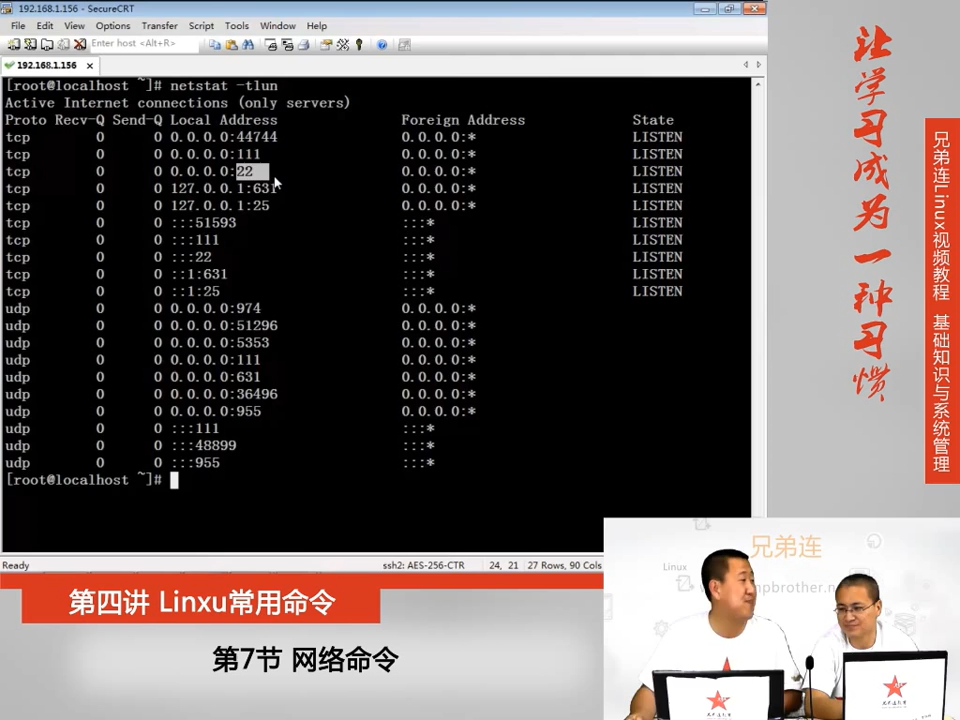 192.168.1.156 - SecureCRT
File Edit View Options Transfer Script Tools Window Help
Enter host <Alt+R>
192.168.1.156
[root@localhost ~]# netstat -tlun
Active Internet connections (only servers)
Proto Recv-Q Send-Q Local Address Foreign Address State
tcp 0 0 0.0.0.0:44744 0.0.0.0:* LISTEN
tcp 0 0 0.0.0.0:111 0.0.0.0:* LISTEN
tcp 0 0 0.0.0.0:22 0.0.0.0:* LISTEN
tcp 0 0 127.0.0.1:631 0.0.0.0:* LISTEN
tcp 0 0 127.0.0.1:25 0.0.0.0:* LISTEN
tcp 0 0 :::51593 :::* LISTEN
tcp 0 0 :::111 :::* LISTEN
tcp 0 0 :::22 :::* LISTEN
tcp 0 0 ::1:631 :::* LISTEN
tcp 0 0 ::1:25 :::* LISTEN
udp 0 0 0.0.0.0:974 0.0.0.0:*
udp 0 0 0.0.0.0:51296 0.0.0.0:*
udp 0 0 0.0.0.0:5353 0.0.0.0:*
udp 0 0 0.0.0.0:111 0.0.0.0:*
udp 0 0 0.0.0.0:631 0.0.0.0:*
udp 0 0 0.0.0.0:36496 0.0.0.0:*
udp 0 0 0.0.0.0:955 0.0.0.0:*
udp 0 0 :::111 :::*
udp 0 0 :::48899 :::*
udp 0 0 :::955 :::*
[root@localhost ~]#
Ready ssh2: AES-256-CTR 24, 21 27 Rows, 90 Cols
让学习成为一种习惯
兄弟连Linux视频教程 基础知识与系统管理
第四讲 Linxu常用命令
第7节 网络命令
兄弟连
Linux
mpbrother.n